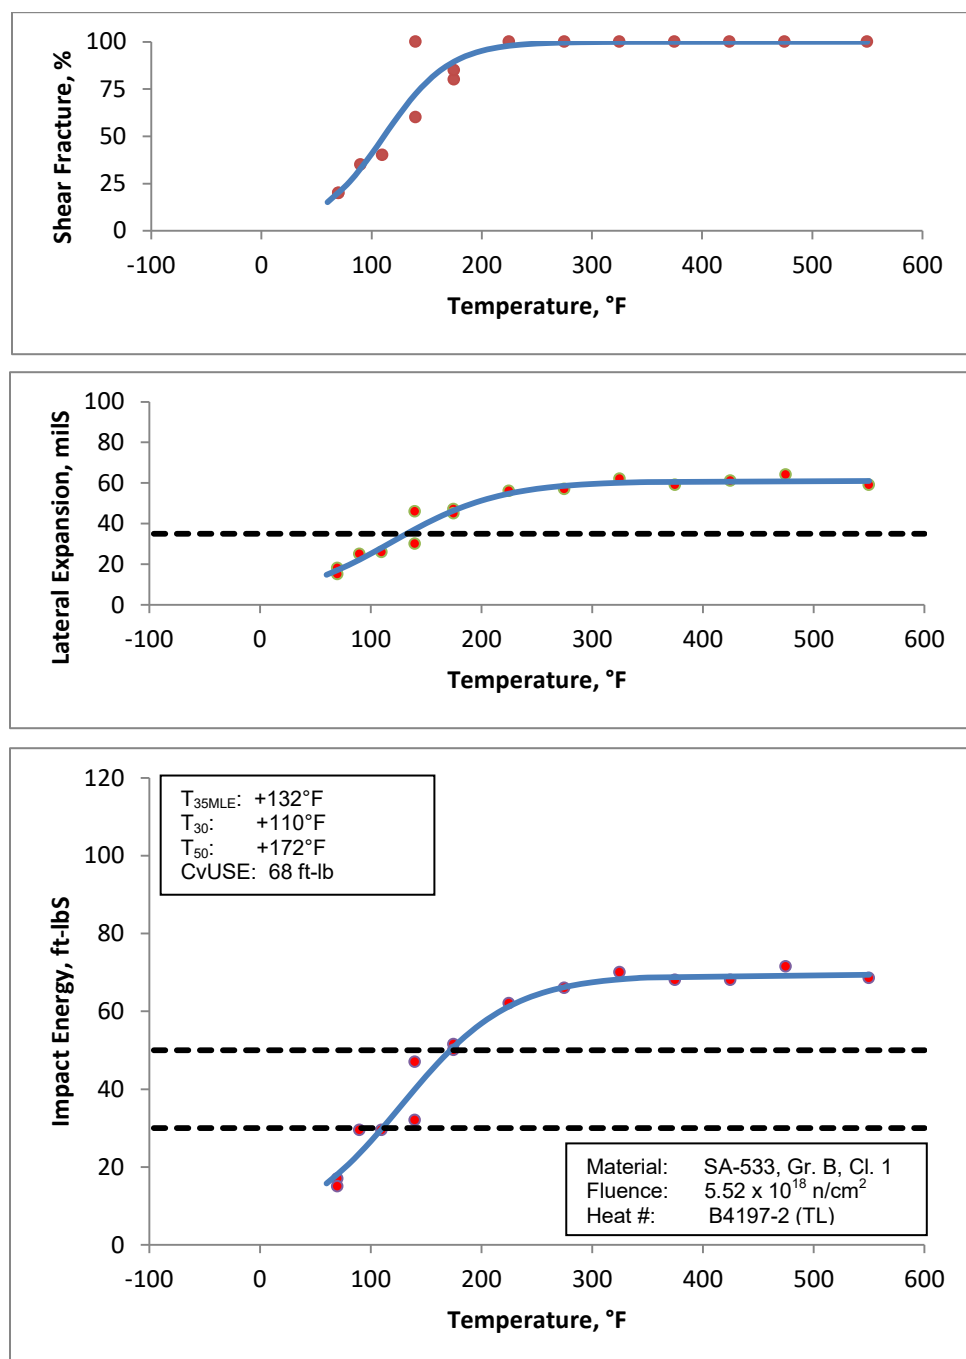 100
75
50
25
0
Shear Fracture, %
-100 0 100 200 300 400 500 600
Temperature, °F
100
80
60
40
20
0
Lateral Expansion, milS
-100 0 100 200 300 400 500 600
Temperature, °F
120
100
80
60
40
20
0
Impact Energy, ft-lbS
T35MLE: +132°F
T30: +110°F
T50: +172°F
CvUSE: 68 ft-lb
Material: SA-533, Gr. B, Cl. 1
Fluence: 5.52 x 10^18 n/cm^2
Heat #: B4197-2 (TL)
-100 0 100 200 300 400 500 600
Temperature, °F